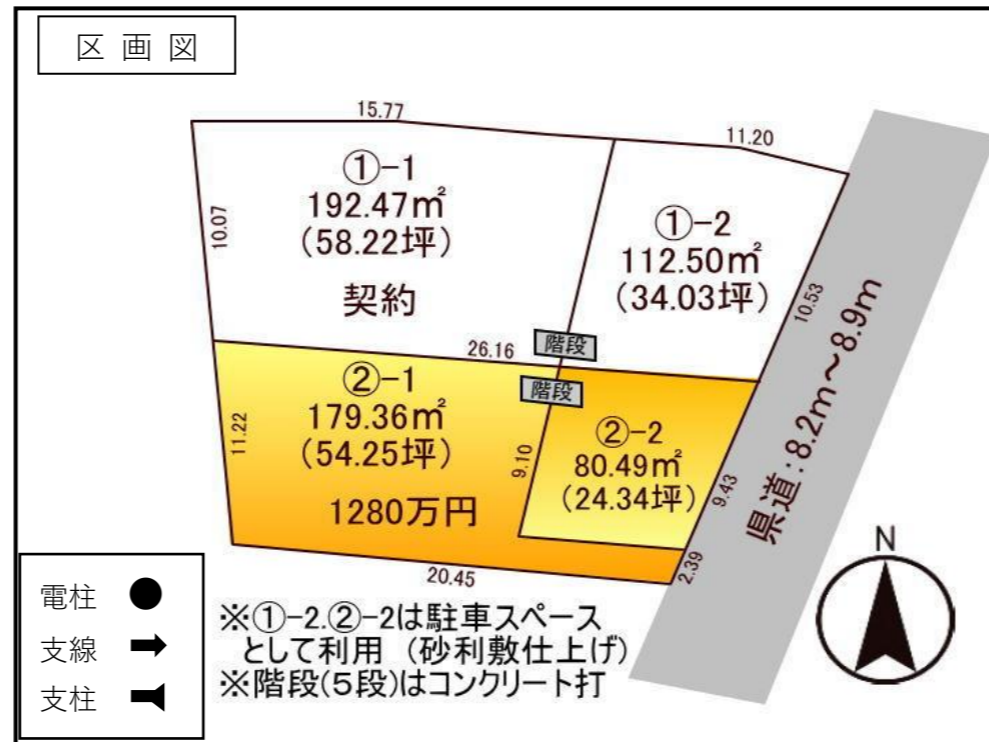 区画図
15.77
11.20
①-1
192.47㎡
(58.22坪)
契約
10.07
①-2
112.50㎡
(34.03坪)
10.53
26.16
階段
階段
②-1
179.36㎡
(54.25坪)
1280万円
11.22
9.10
②-2
80.49㎡
(24.34坪)
9.43
2.39
20.45
県道:8.2m~8.9m
N
電柱
支線
支柱
※①-2.②-2は駐車スペース
として利用 (砂利敷仕上げ)
※階段(5段)はコンクリート打